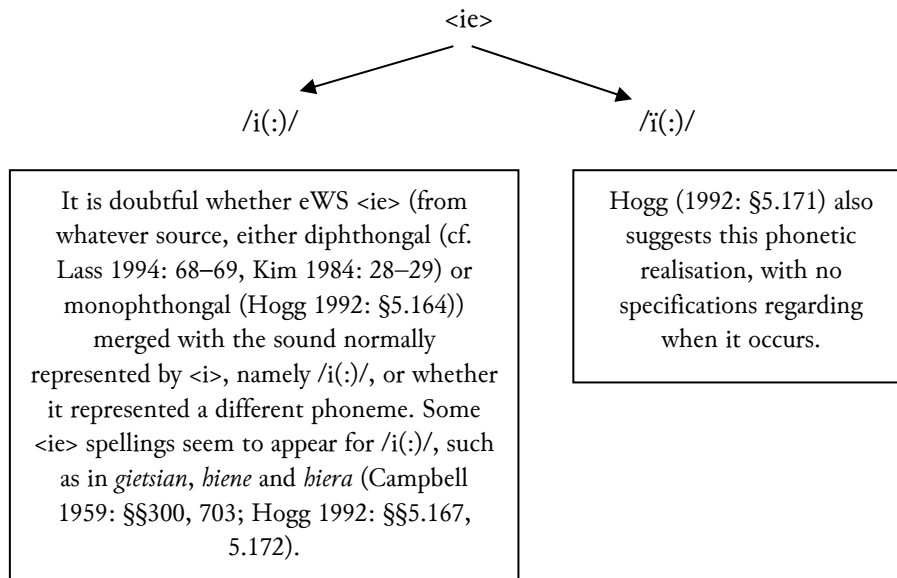 <ie>
/i(:)/
/ï(:)/
It is doubtful whether eWS <ie> (from
whatever source, either diphthongal (cf.
Lass 1994: 68–69, Kim 1984: 28–29) or
monophthongal (Hogg 1992: §5.164))
merged with the sound normally
represented by <i>, namely /i(:)/, or whether
it represented a different phoneme. Some
<ie> spellings seem to appear for /i(:)/, such
as in gietsian, hiene and hiera (Campbell
1959: §§300, 703; Hogg 1992: §§5.167,
5.172).
Hogg (1992: §5.171) also
suggests this phonetic
realisation, with no
specifications regarding
when it occurs.